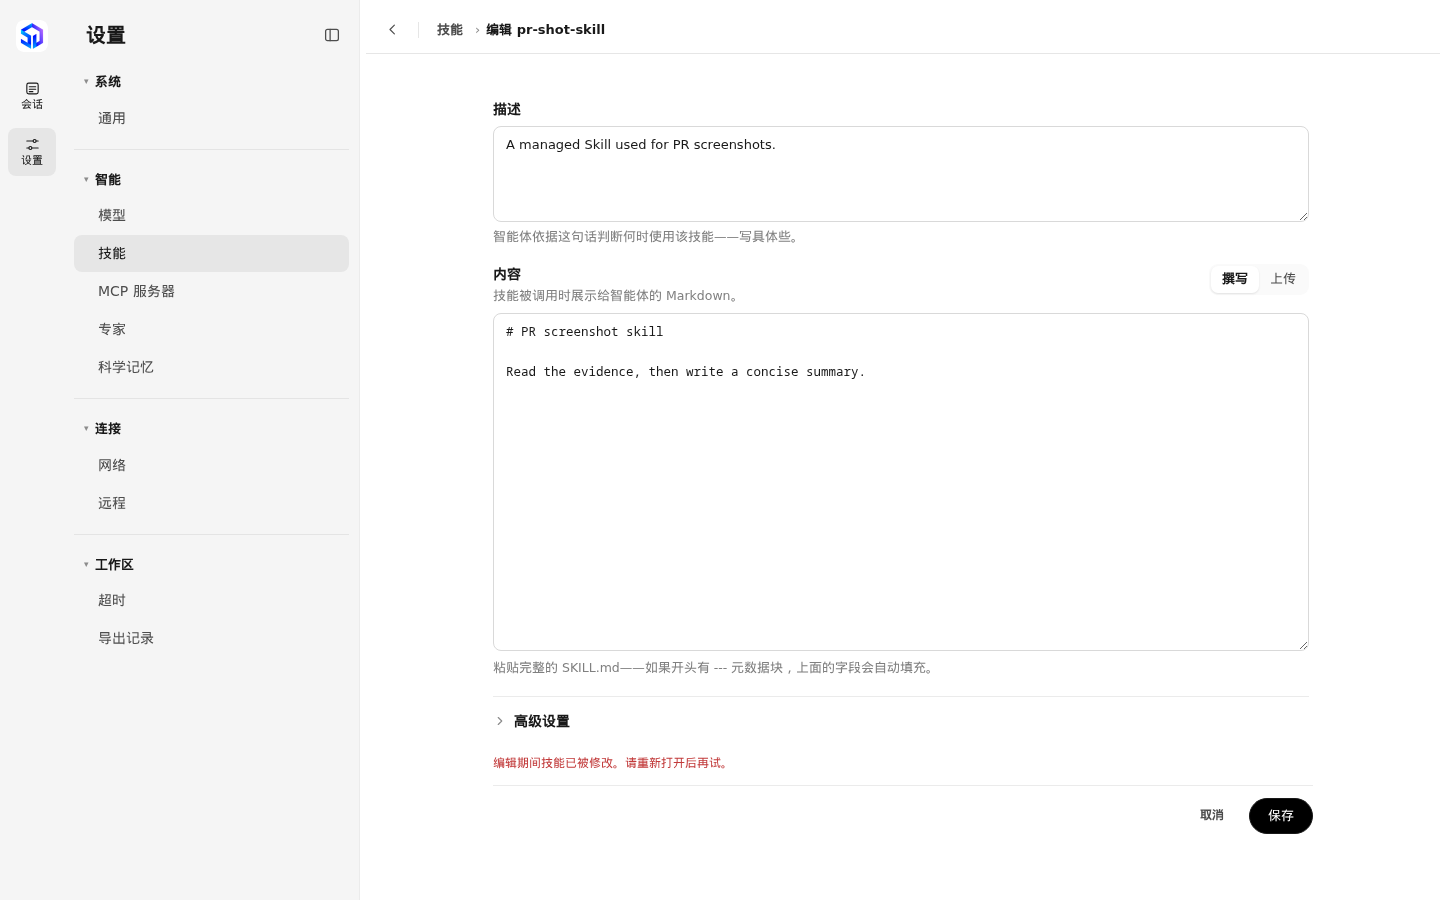 设置
会话
设置
系统
通用
智能
模型
技能
MCP 服务器
专家
科学记忆
连接
网络
远程
工作区
超时
导出记录
技能 › 编辑 pr-shot-skill
描述
A managed Skill used for PR screenshots.
智能体依据这句话判断何时使用该技能——写具体些。
内容
撰写 上传
技能被调用时展示给智能体的 Markdown。
# PR screenshot skill
Read the evidence, then write a concise summary.
粘贴完整的 SKILL.md——如果开头有 --- 元数据块，上面的字段会自动填充。
高级设置
编辑期间技能已被修改。请重新打开后再试。
取消 保存